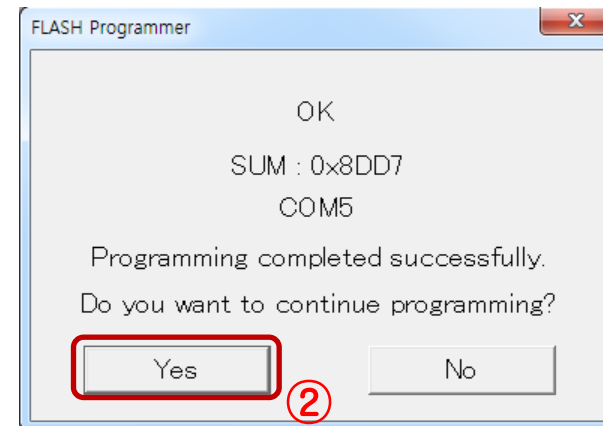 FLASH Programmer
x
OK
SUM : 0x8DD7
COM5
Programming completed successfully.
Do you want to continue programming?
Yes
No
②